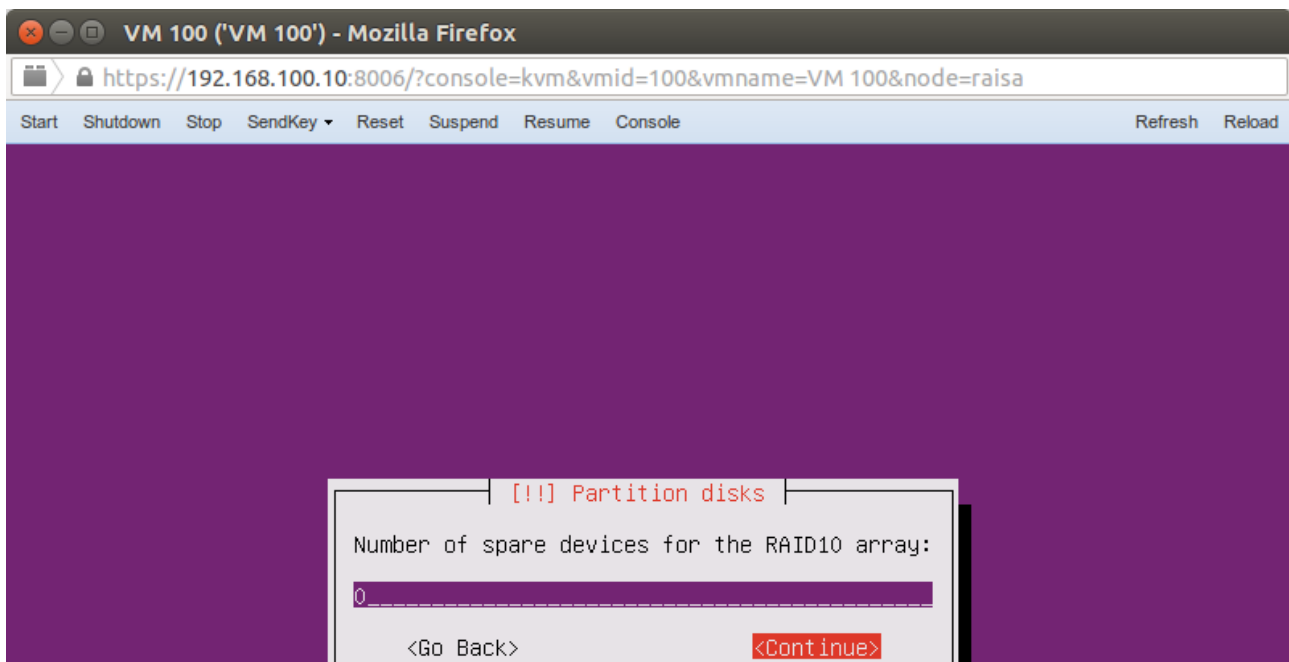 VM 100 ('VM 100') - Mozilla Firefox
https://192.168.100.10:8006/?console=kvm&vmid=100&vmname=VM 100&node=raisa
Start Shutdown Stop SendKey Reset Suspend Resume Console Refresh Reload
[!!] Partition disks
Number of spare devices for the RAID10 array:
0
<Go Back> <Continue>